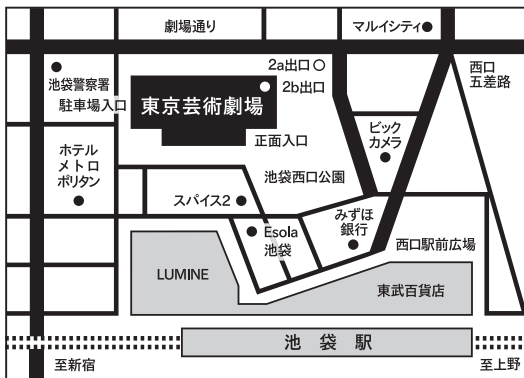 劇場通り
マルイシティ
2a出口
2b出口
西口
五差路
池袋警察署
駐車場入口
東京芸術劇場
正面入口
ビック
カメラ
ホテル
メトロ
ポリタン
池袋西口公園
スパイス2
みずほ
銀行
Esola
池袋
西口駅前広場
LUMINE
東武百貨店
池袋駅
至新宿
至上野